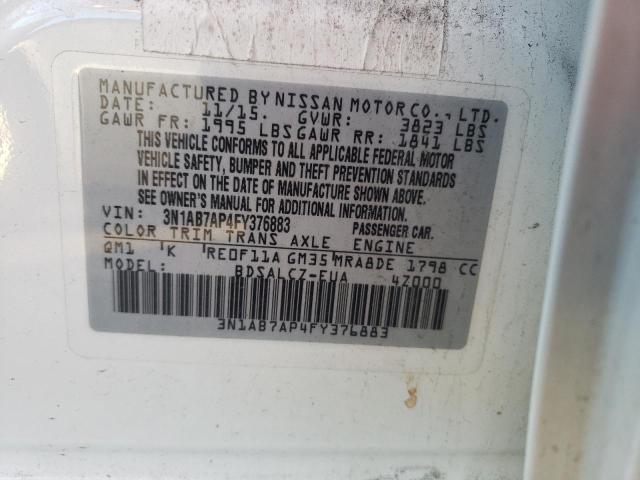 MANUFACTURED BY NISSAN MOTOR CO., LTD.
DATE: 11/15. GVWR: 3823 LBS
GAWR FR: 1995 LBS GAWR RR: 1841 LBS
THIS VEHICLE CONFORMS TO ALL APPLICABLE FEDERAL MOTOR
VEHICLE SAFETY, BUMPER AND THEFT PREVENTION STANDARDS
IN EFFECT ON THE DATE OF MANUFACTURE SHOWN ABOVE.
SEE OWNER'S MANUAL FOR ADDITIONAL INFORMATION.
VIN: 3N1AB7AP4FY376883 PASSENGER CAR.
COLOR TRIM TRANS AXLE ENGINE
QM1 K RE0F11A GM35 MRA8DE 1798 CC
MODEL: BDSALCZ-EUA 4Z000
3N1AB7AP4FY376883